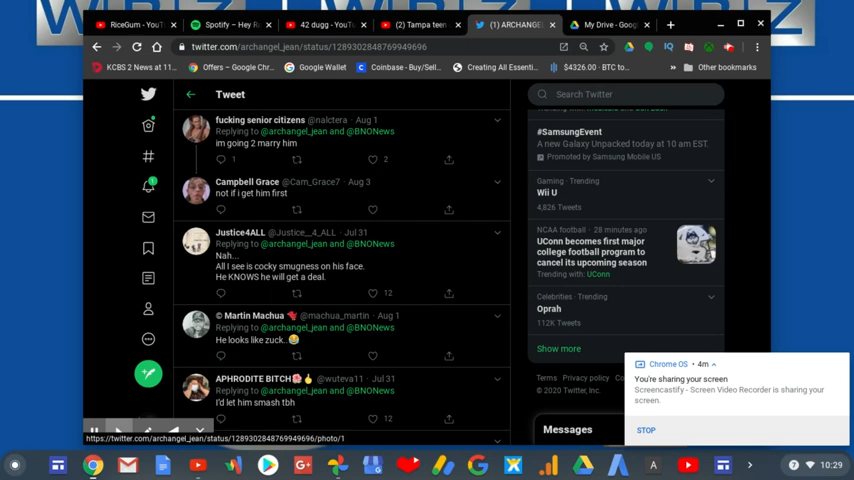 RiceGum - YouT
Spotify – Hey Ra
42 dugg - YouTu
(2) Tampa teen
(1) ARCHANGEL
My Drive - Goog
twitter.com/archangel_jean/status/1289302848769949696
KCBS 2 News at 11...
Offers – Google Chr...
Google Wallet
Coinbase - Buy/Sell...
Creating All Essenti...
$4326.00 - BTC to...
Other bookmarks
Tweet
Search Twitter
fucking senior citizens @nalctera · Aug 1
Replying to @archangel_jean and @BNONews
im going 2 marry him
1
2
Campbell Grace @Cam_Grace7 · Aug 3
not if i get him first
Justice4ALL @Justice__4_ALL · Jul 31
Nah...
All I see is cocky smugness on his face.
He KNOWS he will get a deal.
12
© Martin Machua @machua_martin · Aug 1
Replying to @archangel_jean and @BNONews
He looks like zuck..😂
APHRODITE BITCH @wuteva11 · Jul 31
Replying to @archangel_jean and @BNONews
I'd let him smash tbh
12
https://twitter.com/archangel_jean/status/1289302848769949696/photo/1
#SamsungEvent
A new Galaxy Unpacked today at 10 am EST.
Promoted by Samsung Mobile US
Gaming · Trending
Wii U
4,826 Tweets
NCAA football · 28 minutes ago
UConn becomes first major
college football program to
cancel its upcoming season
Trending with: UConn
Celebrities · Trending
Oprah
112K Tweets
Show more
Terms Privacy policy
© 2020 Twitter, Inc.
Messages
Chrome OS • 4m
You're sharing your screen
Screencastify - Screen Video Recorder is sharing your
screen.
STOP
10:29